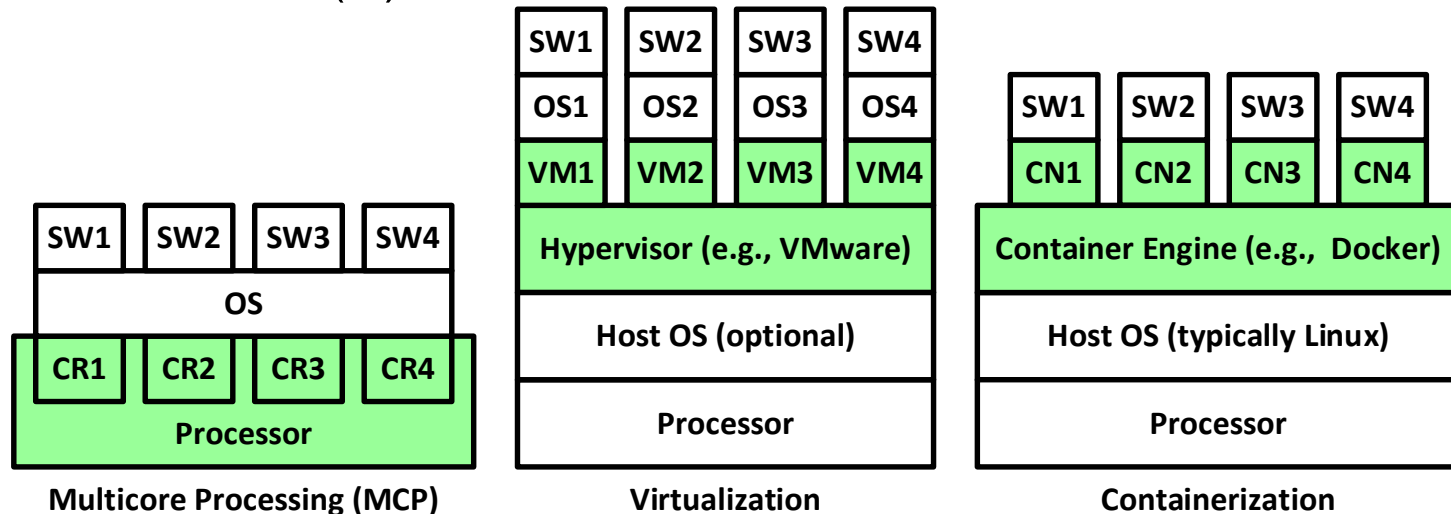 SW1 SW2 SW3 SW4
OS
CR1 CR2 CR3 CR4
Processor
Multicore Processing (MCP)
SW1 SW2 SW3 SW4
OS1 OS2 OS3 OS4
VM1 VM2 VM3 VM4
Hypervisor (e.g., VMware)
Host OS (optional)
Processor
Virtualization
SW1 SW2 SW3 SW4
CN1 CN2 CN3 CN4
Container Engine (e.g., Docker)
Host OS (typically Linux)
Processor
Containerization